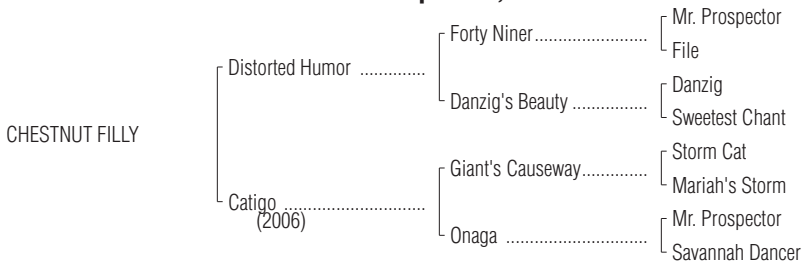 Mr. Prospector
Forty Niner
File
Distorted Humor
Danzig
Danzig's Beauty
Sweetest Chant
CHESTNUT FILLY
Storm Cat
Giant's Causeway
Mariah's Storm
Catigo
(2006)
Mr. Prospector
Onaga
Savannah Dancer